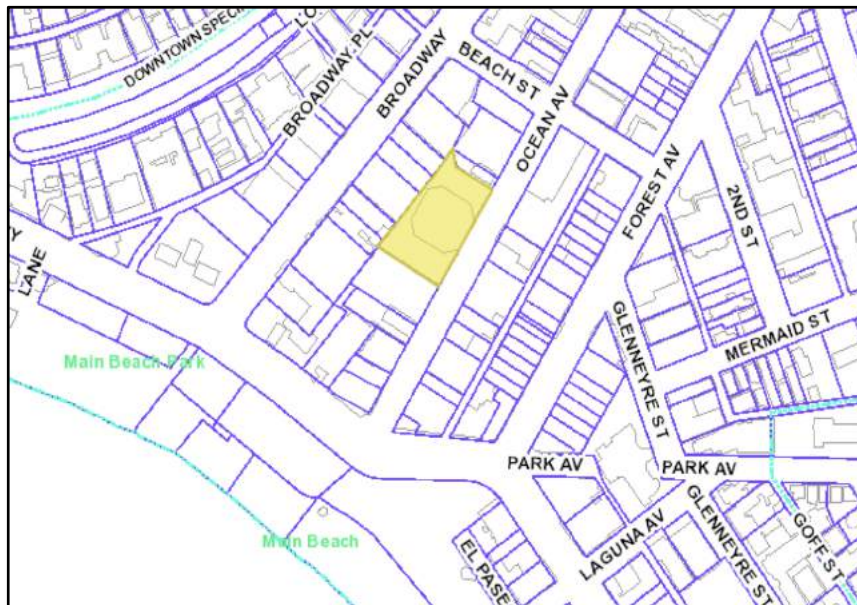 DOWNTOWN SPECI
LO
BROADWAY PL
BROADWAY
BEACH ST
OCEAN AV
FOREST AV
2ND ST
MERMAID ST
GLENNEYRE ST
LANE
Main Beach Park
PARK AV
PARK AV
Main Beach
EL PASE
LAGUNA AV
GLENNEYRE ST
GOFF ST